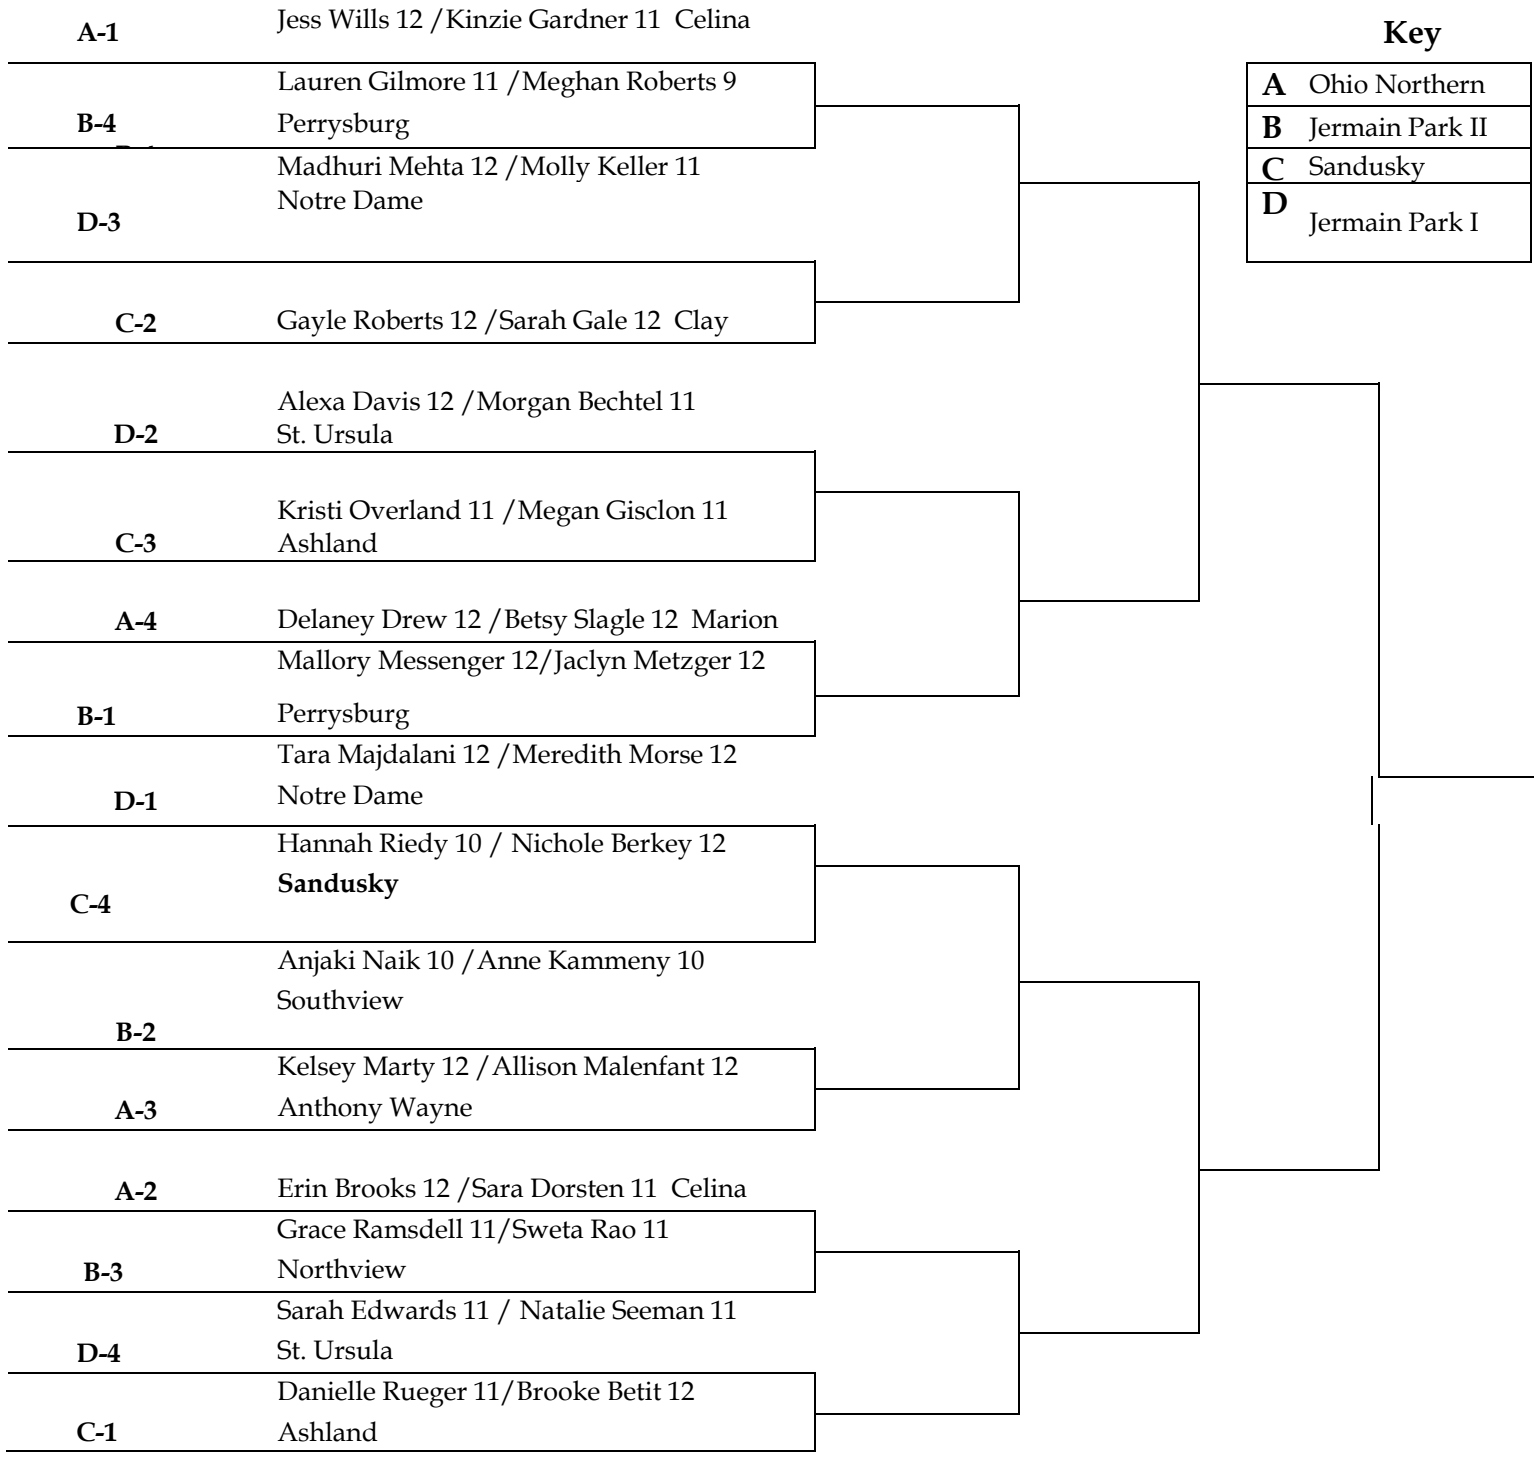 A-1 Jess Wills 12 /Kinzie Gardner 11 Celina
Key
Lauren Gilmore 11 /Meghan Roberts 9
B-4 Perrysburg
Madhuri Mehta 12 /Molly Keller 11
Notre Dame
D-3
C-2 Gayle Roberts 12 /Sarah Gale 12 Clay
Alexa Davis 12 /Morgan Bechtel 11
D-2 St. Ursula
Kristi Overland 11 /Megan Gisclon 11
C-3 Ashland
A-4 Delaney Drew 12 /Betsy Slagle 12 Marion
Mallory Messenger 12/Jaclyn Metzger 12
B-1 Perrysburg
Tara Majdalani 12 /Meredith Morse 12
D-1 Notre Dame
Hannah Riedy 10 / Nichole Berkey 12
Sandusky
C-4
Anjaki Naik 10 /Anne Kammeny 10
Southview
B-2
Kelsey Marty 12 /Allison Malenfant 12
A-3 Anthony Wayne
A-2 Erin Brooks 12 /Sara Dorsten 11 Celina
Grace Ramsdell 11/Sweta Rao 11
B-3 Northview
Sarah Edwards 11 / Natalie Seeman 11
D-4 St. Ursula
Danielle Rueger 11/Brooke Betit 12
C-1 Ashland
A Ohio Northern
B Jermain Park II
C Sandusky
D Jermain Park I